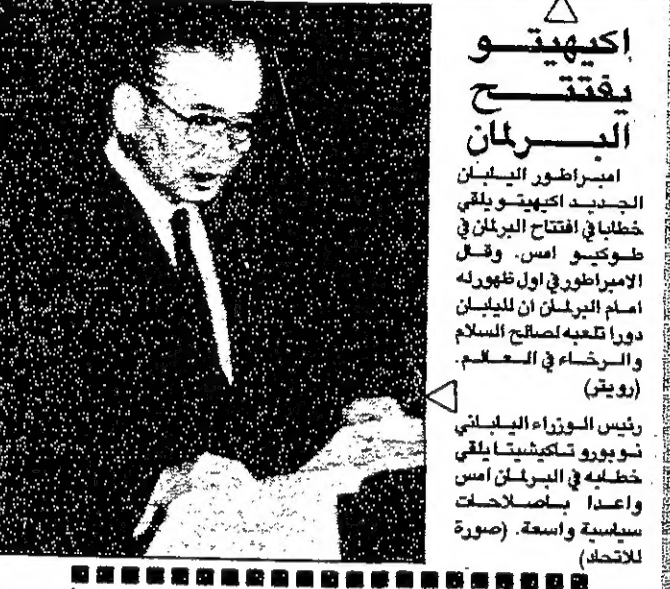 اكيهيتو
يفتتح
البرلمان
امبراطور اليابان
الجديد اكيهيتو يلقي
خطابا في افتتاح البرلمان في
طوكيو امس. وقال
الامبراطور في اول ظهور له
امام البرلمان ان لليابان
دورا تلعبه لصالح السلام
والرخاء في العالم.
(رويتر)
رئيس الوزراء الياباني
نوبورو تاكيشيتا يلقي
خطابه في البرلمان امس
واعدا باصلاحات
سياسية واسعة. (صورة
للاتحاد)